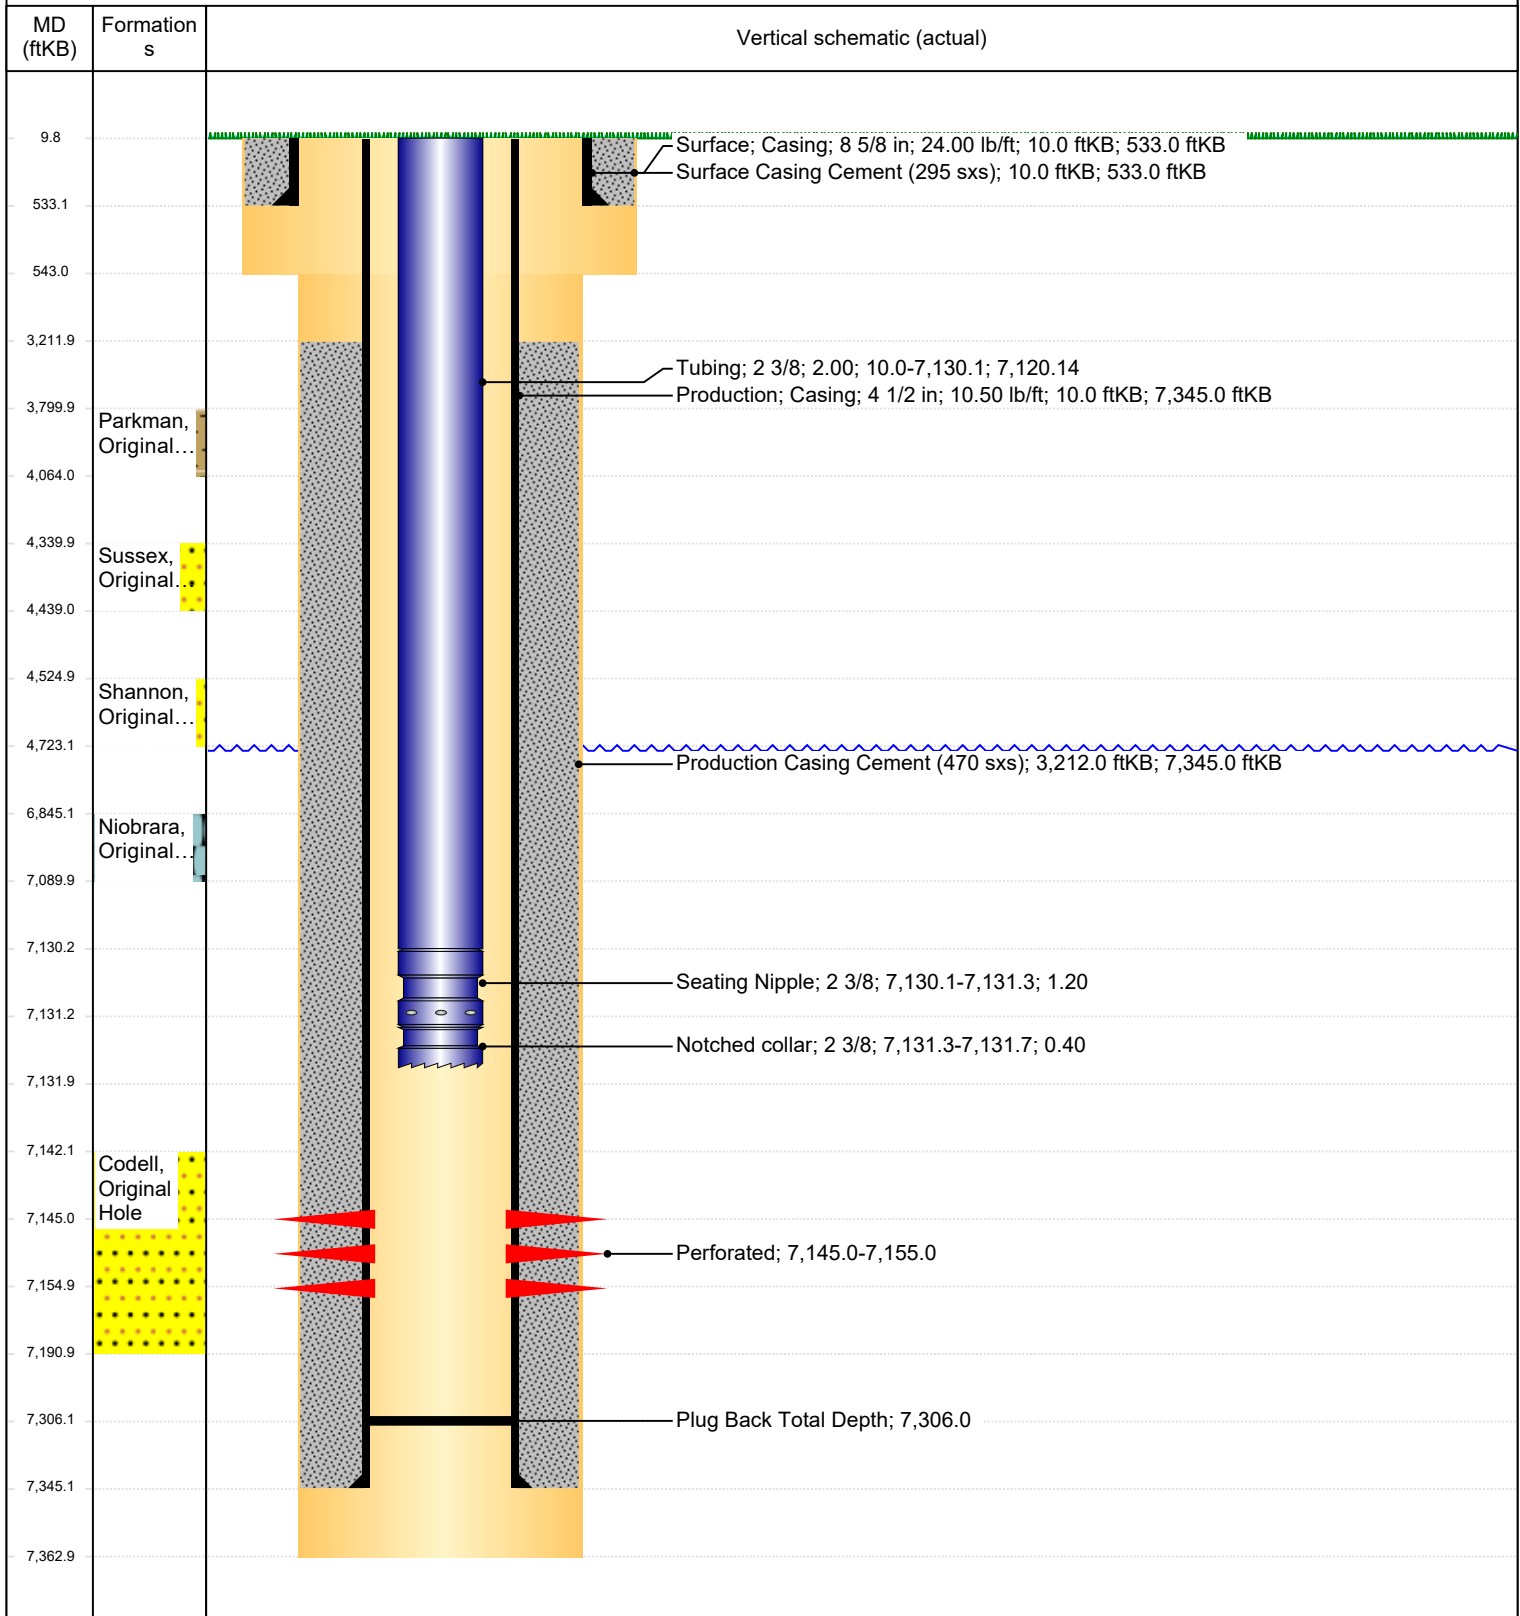 MD
(ftKB)
Formation
s
Vertical schematic (actual)
9.8
Surface; Casing; 8 5/8 in; 24.00 lb/ft; 10.0 ftKB; 533.0 ftKB
Surface Casing Cement (295 sxs); 10.0 ftKB; 533.0 ftKB
533.1
543.0
3,211.9
Tubing; 2 3/8; 2.00; 10.0-7,130.1; 7,120.14
Production; Casing; 4 1/2 in; 10.50 lb/ft; 10.0 ftKB; 7,345.0 ftKB
3,799.9
Parkman,
Original…
4,064.0
4,339.9
Sussex,
Original…
4,439.0
4,524.9
Shannon,
Original…
4,723.1
Production Casing Cement (470 sxs); 3,212.0 ftKB; 7,345.0 ftKB
6,845.1
Niobrara,
Original…
7,089.9
7,130.2
Seating Nipple; 2 3/8; 7,130.1-7,131.3; 1.20
7,131.2
Notched collar; 2 3/8; 7,131.3-7,131.7; 0.40
7,131.9
7,142.1
Codell,
Original
Hole
7,145.0
Perforated; 7,145.0-7,155.0
7,154.9
7,190.9
7,306.1
Plug Back Total Depth; 7,306.0
7,345.1
7,362.9